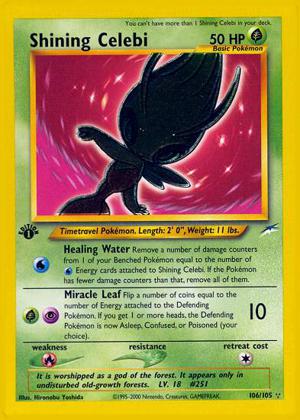 You can't have more than 1 Shining Celebi in your deck.
Shining Celebi 50 HP
Basic Pokémon
Timetravel Pokémon. Length: 2' 0", Weight: 11 lbs.
EDITION
1
Healing Water Remove a number of damage counters
from 1 of your Benched Pokémon equal to the number of
Energy cards attached to Shining Celebi. If the Pokémon
has fewer damage counters than that, remove all of them.
Miracle Leaf Flip a number of coins equal to the
number of Energy attached to the Defending
Pokémon. If you get 1 or more heads, the Defending
Pokémon is now Asleep, Confused, or Poisoned (your
choice).
10
weakness resistance retreat cost
It is worshipped as a god of the forest. It appears only in
undisturbed old-growth forests. LV. 18 #251
Illus. Hironobu Yoshida ©1995-2000 Nintendo, Creatures, GAMEFREAK. 106/105